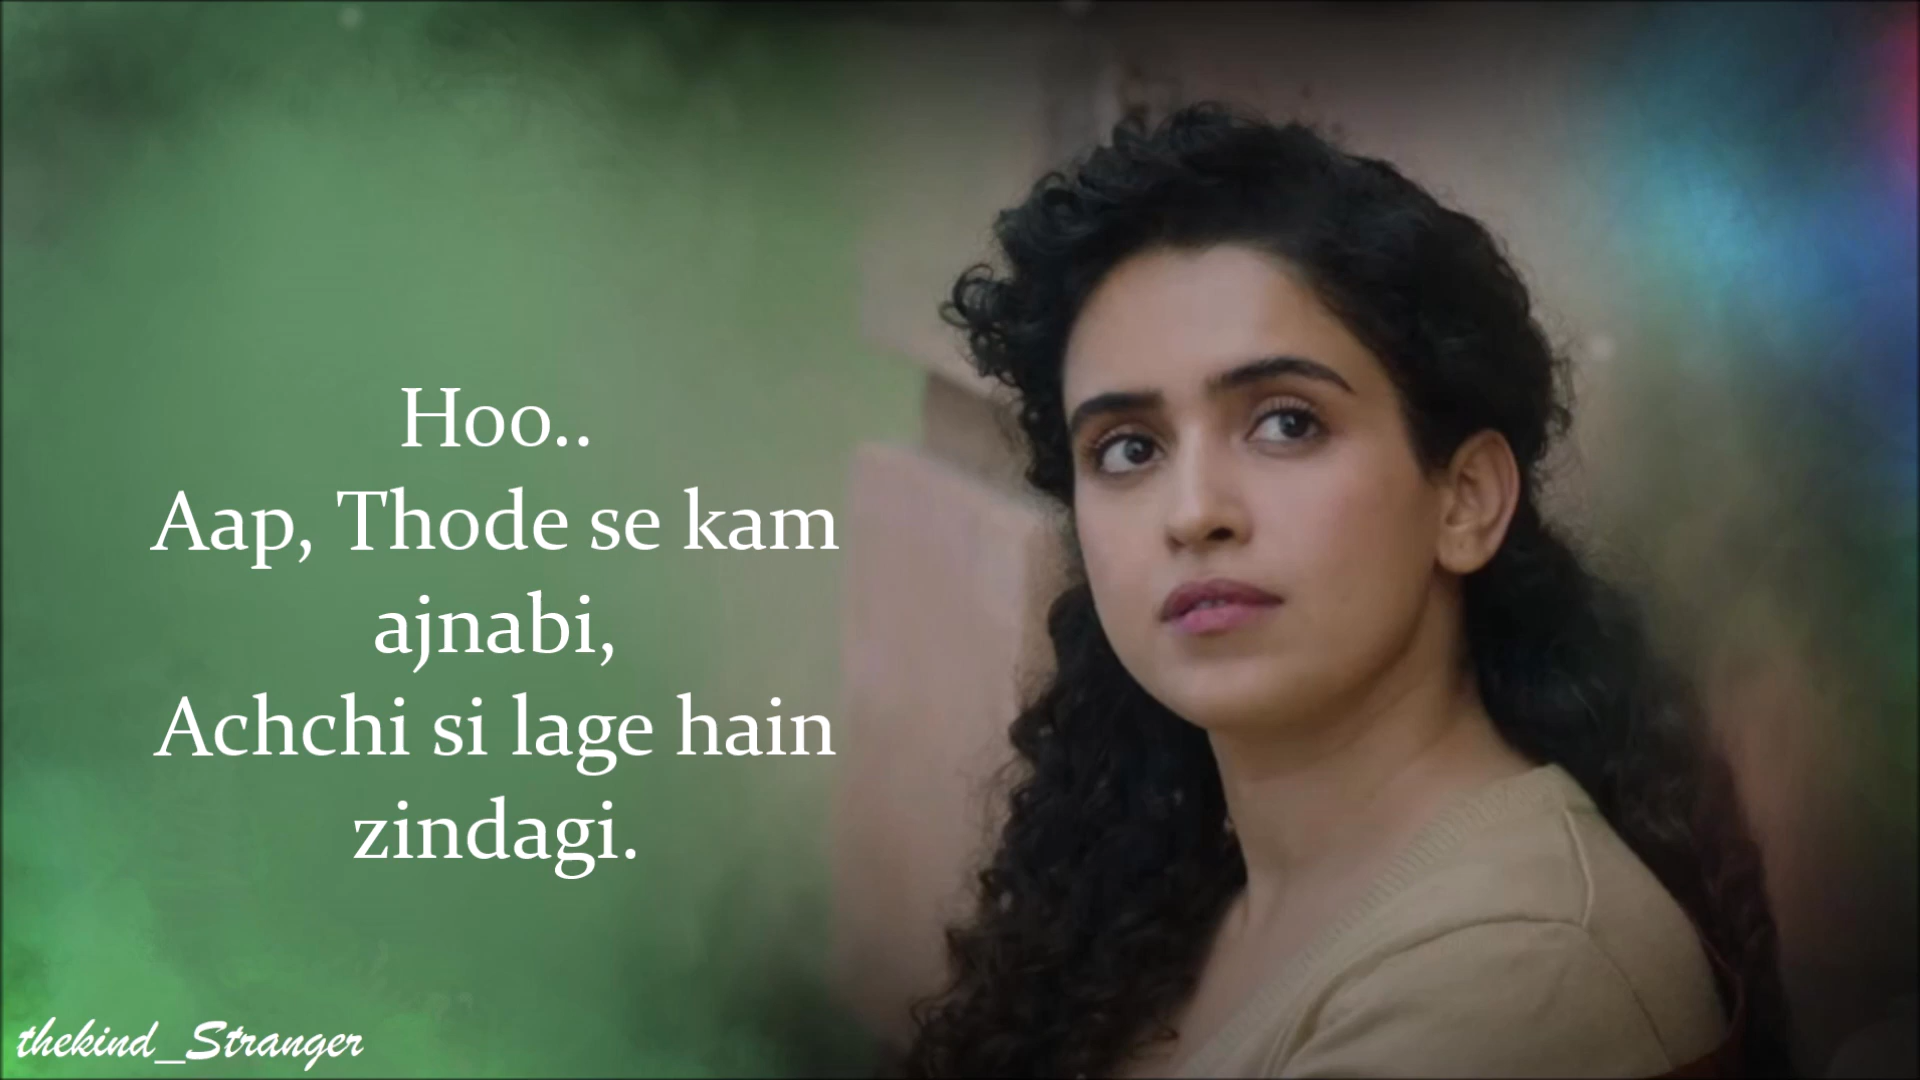 Hoo..
Aap, Thode se kam
ajnabi,
Achchi si lage hain
zindagi.
thekind_Stranger